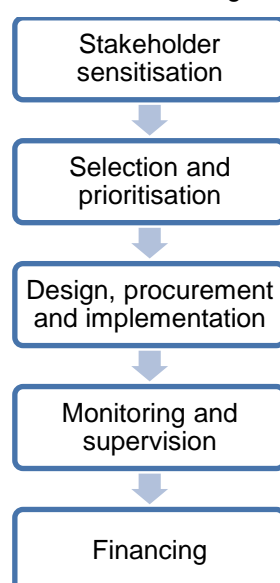 Stakeholder
sensitisation
Selection and
prioritisation
Design, procurement
and implementation
Monitoring and
supervision
Financing